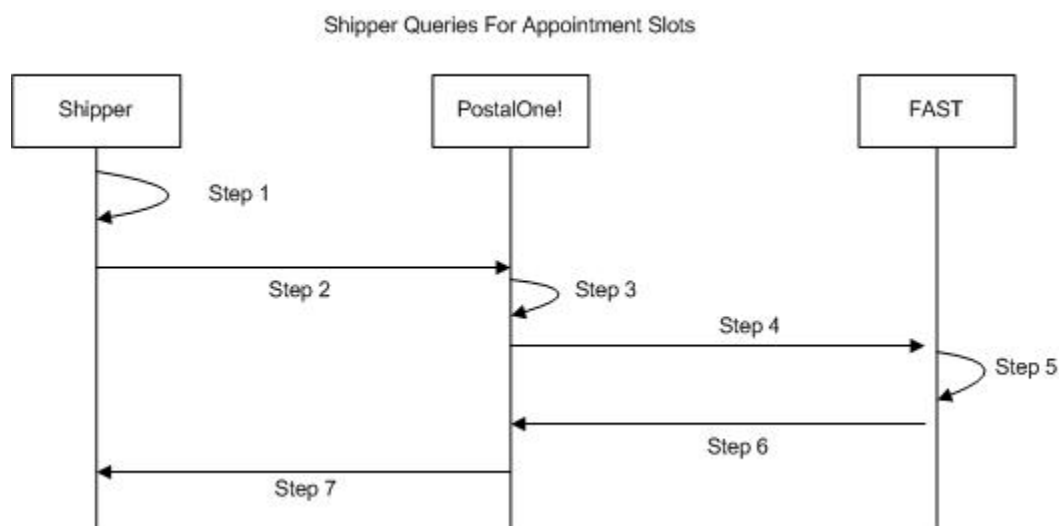 Shipper Queries For Appointment Slots
Shipper
PostalOne!
FAST
Step 1
Step 2
Step 3
Step 4
Step 5
Step 6
Step 7